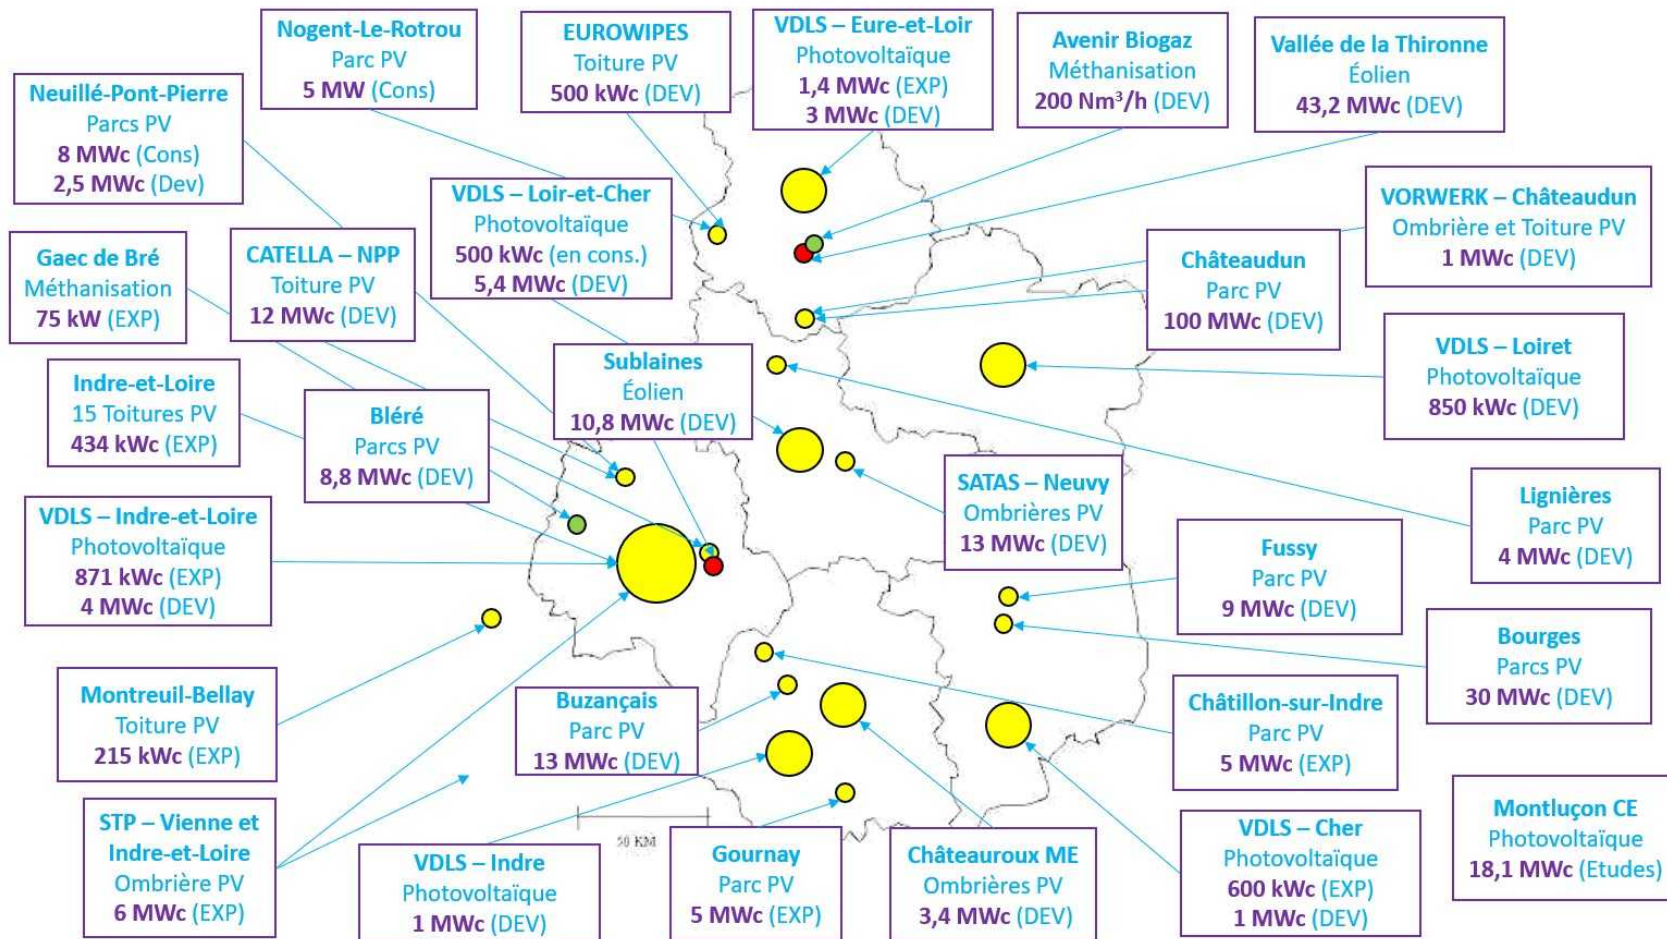 Nogent-Le-Rotrou
Parc PV
5 MW (Cons)
EUROWIPES
Toiture PV
500 kWc (DEV)
VDLS – Eure-et-Loir
Photovoltaïque
1,4 MWc (EXP)
3 MWc (DEV)
Avenir Biogaz
Méthanisation
200 Nm³/h (DEV)
Vallée de la Thironne
Éolien
43,2 MWc (DEV)
Neuillé-Pont-Pierre
Parcs PV
8 MWc (Cons)
2,5 MWc (Dev)
VDLS – Loir-et-Cher
Photovoltaïque
500 kWc (en cons.)
5,4 MWc (DEV)
VORWERK – Châteaudun
Ombrière et Toiture PV
1 MWc (DEV)
Gaec de Bré
Méthanisation
75 kW (EXP)
CATELLA – NPP
Toiture PV
12 MWc (DEV)
Châteaudun
Parc PV
100 MWc (DEV)
VDLS – Loiret
Photovoltaïque
850 kWc (DEV)
Indre-et-Loire
15 Toitures PV
434 kWc (EXP)
Bléré
Parcs PV
8,8 MWc (DEV)
Sublaines
Éolien
10,8 MWc (DEV)
SATAS – Neuvy
Ombrières PV
13 MWc (DEV)
Lignières
Parc PV
4 MWc (DEV)
VDLS – Indre-et-Loire
Photovoltaïque
871 kWc (EXP)
4 MWc (DEV)
Fussy
Parc PV
9 MWc (DEV)
Bourges
Parcs PV
30 MWc (DEV)
Montreuil-Bellay
Toiture PV
215 kWc (EXP)
Buzançais
Parc PV
13 MWc (DEV)
Châtillon-sur-Indre
Parc PV
5 MWc (EXP)
STP – Vienne et
Indre-et-Loire
Ombrière PV
6 MWc (EXP)
50 KM
VDLS – Indre
Photovoltaïque
1 MWc (DEV)
Gournay
Parc PV
5 MWc (EXP)
Châteauroux ME
Ombrières PV
3,4 MWc (DEV)
VDLS – Cher
Photovoltaïque
600 kWc (EXP)
1 MWc (DEV)
Montluçon CE
Photovoltaïque
18,1 MWc (Etudes)